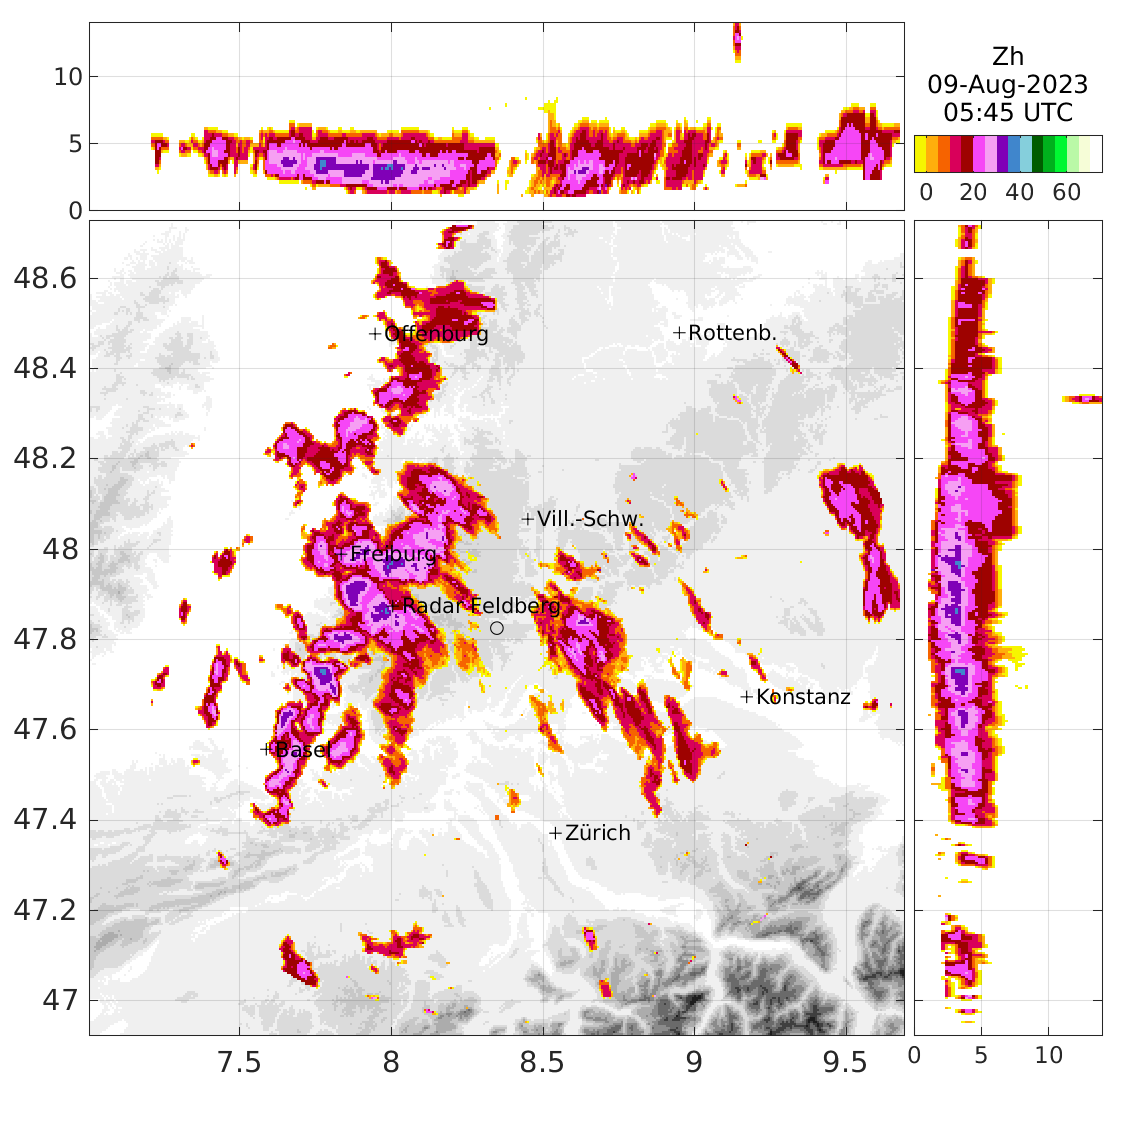 10
5
0
Zh
09-Aug-2023
05:45 UTC
0 20 40 60
48.6
48.4
48.2
48
47.8
47.6
47.4
47.2
47
+Offenburg
+Rottenb.
+Vill.-Schw.
+Freiburg
+Radar Feldberg
+Konstanz
+Basel
+Zürich
7.5 8 8.5 9 9.5
0 5 10